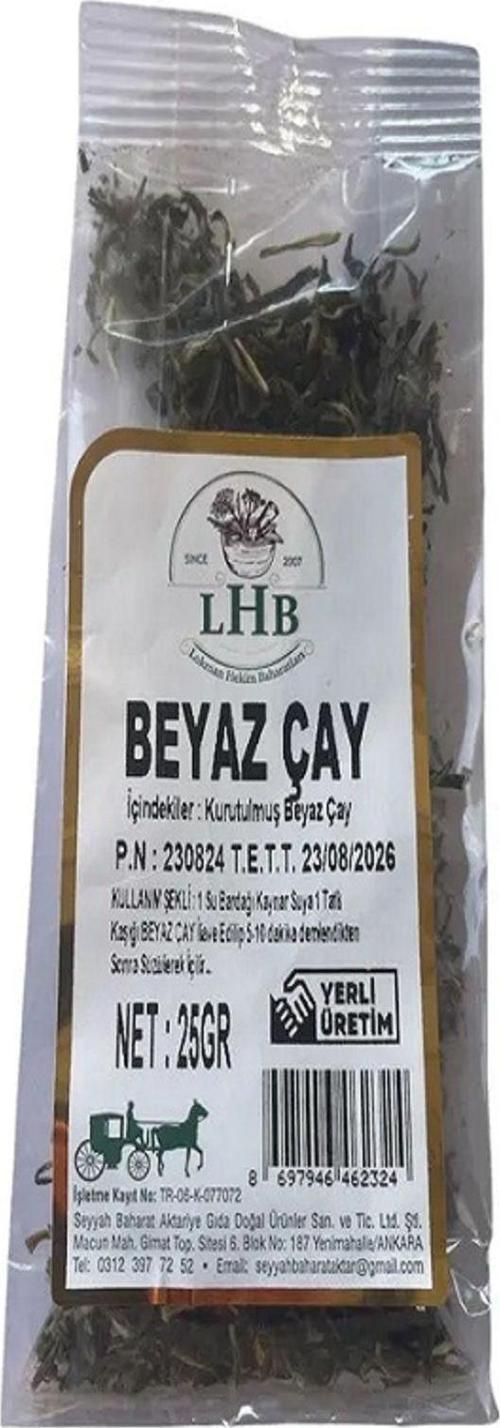 SINCE 2007
LHB
Lokman Hekim Baharatları
BEYAZ ÇAY
İçindekiler : Kurutulmuş Beyaz Çay
P.N : 230824 T.E.T.T. 23/08/2026
KULLANIM ŞEKLİ : 1 Su Bardağı Kaynar Suya 1 Tatlı
Kaşığı BEYAZ ÇAY İlave Edilip 5-10 dakika demlendikten
Sonra Süzülerek İçilir..
YERLİ
ÜRETİM
NET : 25GR
8 697946 462324
İşletme Kayıt No: TR-06-K-077072
Seyyah Baharat Aktariye Gıda Doğal Ürünler San. ve Tic. Ltd. Şti.
Macun Mah. Gimat Top. Sitesi 6. Blok No: 187 Yenimahalle/ANKARA
Tel: 0312 397 72 52 • Email: seyyahbaharataktar@gmail.com